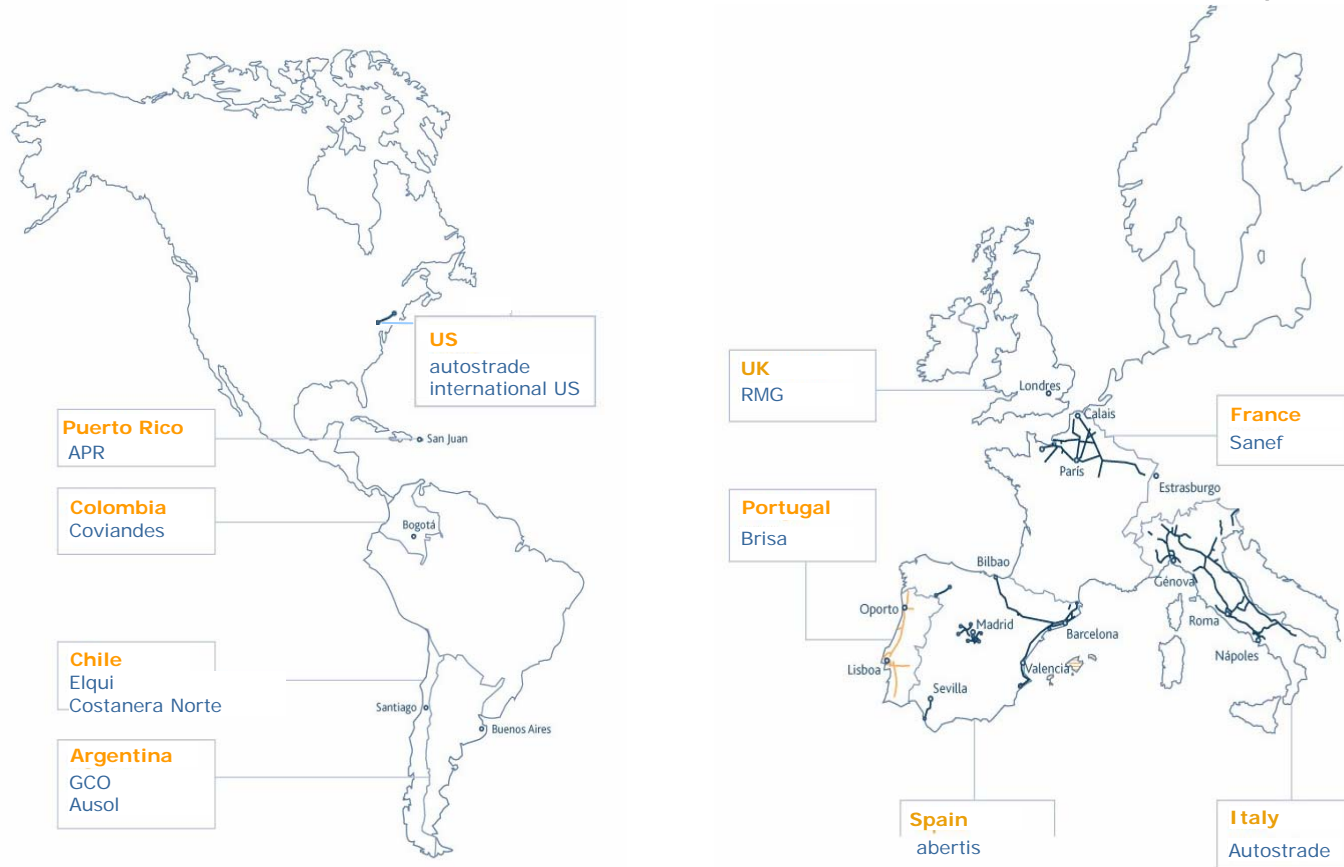 US
autostrade
international US
Puerto Rico
APR
San Juan
Colombia
Coviandes
Bogotá
Chile
Elqui
Costanera Norte
Santiago
Buenos Aires
Argentina
GCO
Ausol
UK
RMG
Londres
Calais
France
Sanef
París
Estrasburgo
Portugal
Brisa
Bilbao
Génova
Oporto
Madrid
Barcelona
Roma
Lisboa
Valencia
Nápoles
Sevilla
Spain
abertis
Italy
Autostrade